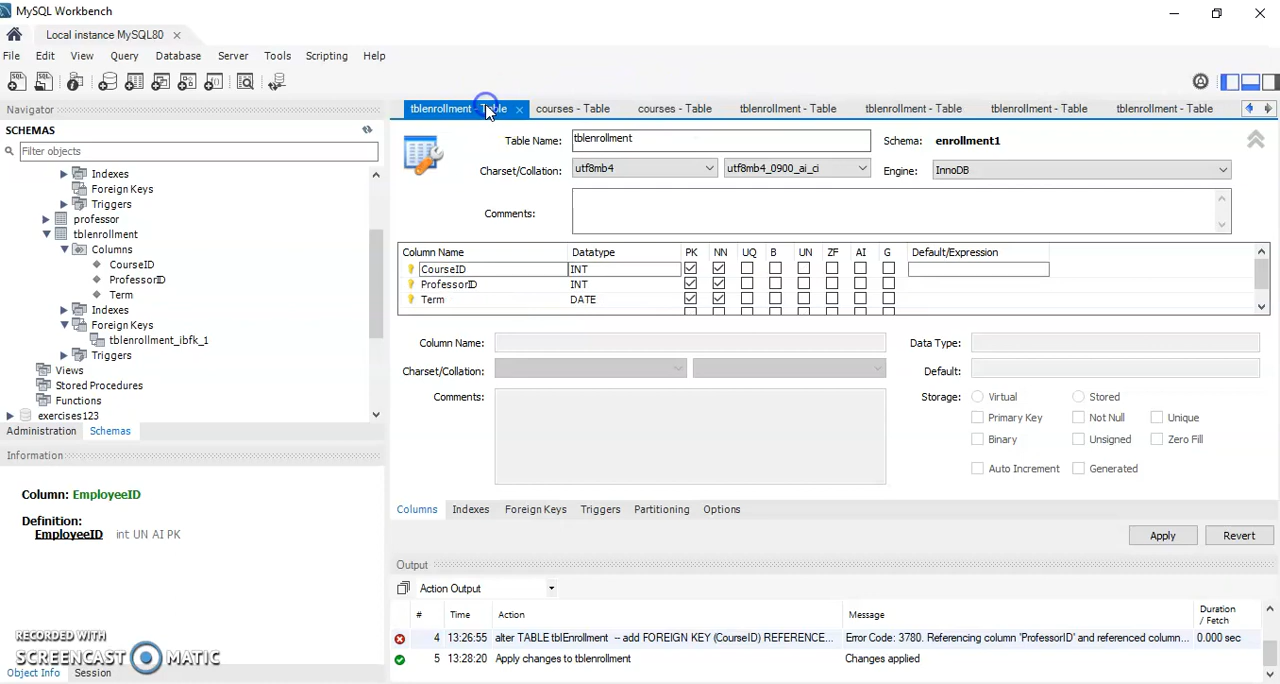 MySQL Workbench
Local instance MySQL80
File Edit View Query Database Server Tools Scripting Help
Navigator
SCHEMAS
Filter objects
Indexes
Foreign Keys
Triggers
professor
tblenrollment
Columns
CourseID
ProfessorID
Term
Indexes
Foreign Keys
tblenrollment_ibfk_1
Triggers
Views
Stored Procedures
Functions
exercises123
Administration Schemas
Information
Column: EmployeeID
Definition:
EmployeeID int UN AI PK
RECORDED WITH
SCREENCAST MATIC
Object Info Session
tblenrollment - Table courses - Table courses - Table tblenrollment - Table tblenrollment - Table tblenrollment - Table tblenrollment - Table
Table Name: tblenrollment Schema: enrollment1
Charset/Collation: utf8mb4 utf8mb4_0900_ai_ci Engine: InnoDB
Comments:
Column Name Datatype PK NN UQ B UN ZF AI G Default/Expression
CourseID INT
ProfessorID INT
Term DATE
Column Name: Data Type:
Charset/Collation: Default:
Comments: Storage: Virtual Stored
Primary Key Not Null Unique
Binary Unsigned Zero Fill
Auto Increment Generated
Columns Indexes Foreign Keys Triggers Partitioning Options
Apply Revert
Output
Action Output
# Time Action Message Duration / Fetch
4 13:26:55 alter TABLE tblEnrollment -- add FOREIGN KEY (CourseID) REFERENCE... Error Code: 3780. Referencing column 'ProfessorID' and referenced column... 0.000 sec
5 13:28:20 Apply changes to tblenrollment Changes applied